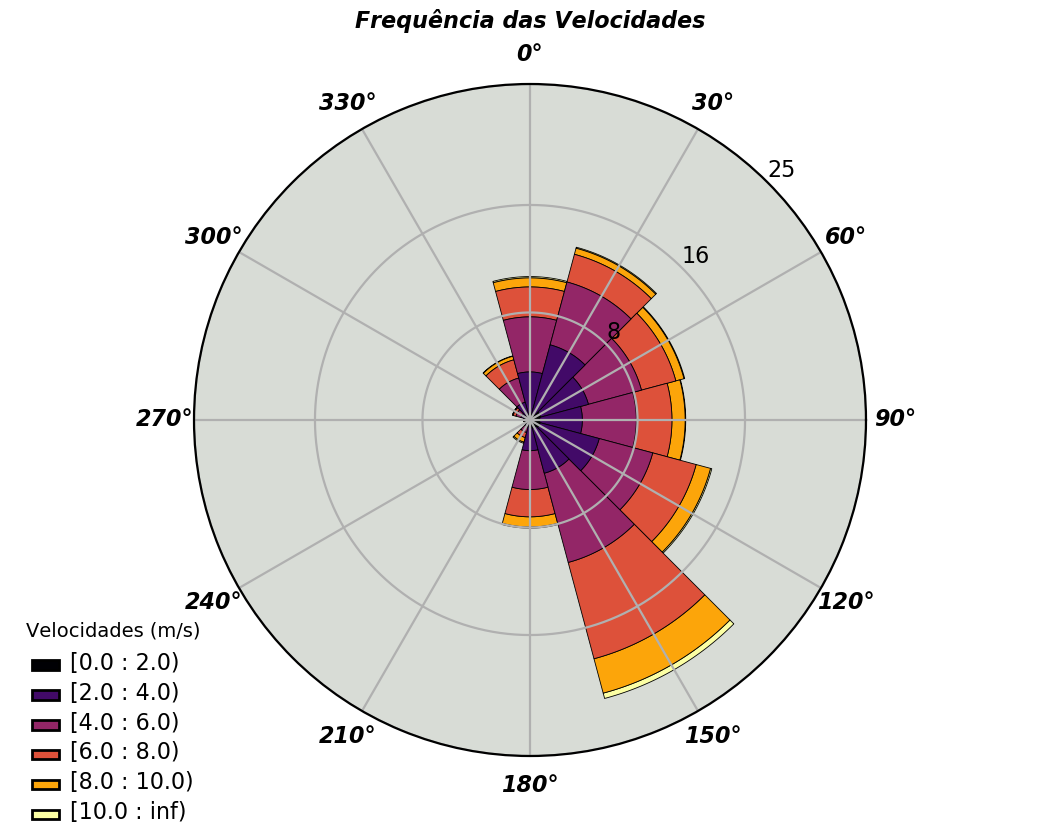 Frequência das Velocidades
0°
330°
30°
25
300°
60°
16
8
270°
90°
240°
120°
210°
150°
180°
Velocidades (m/s)
[0.0 : 2.0)
[2.0 : 4.0)
[4.0 : 6.0)
[6.0 : 8.0)
[8.0 : 10.0)
[10.0 : inf)